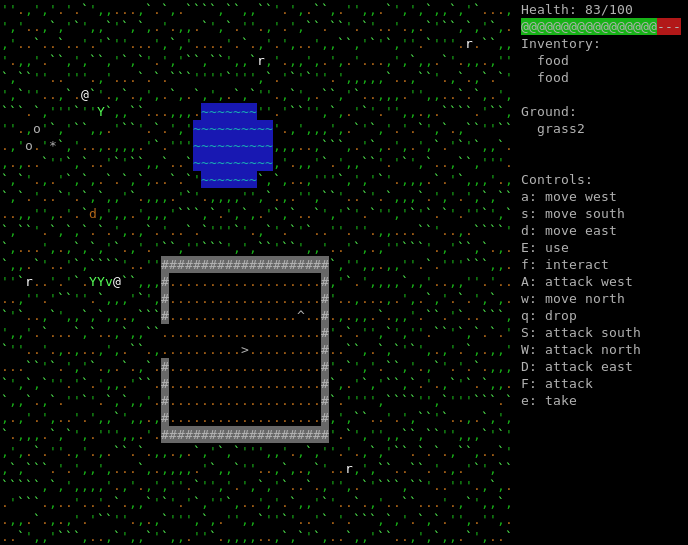 Health: 83/100
@@@@@@@@@@@@@@@@@---
Inventory:
food
food
Ground:
grass2
Controls:
a: move west
s: move south
d: move east
E: use
f: interact
A: attack west
w: move north
q: drop
S: attack south
W: attack north
D: attack east
F: attack
e: take